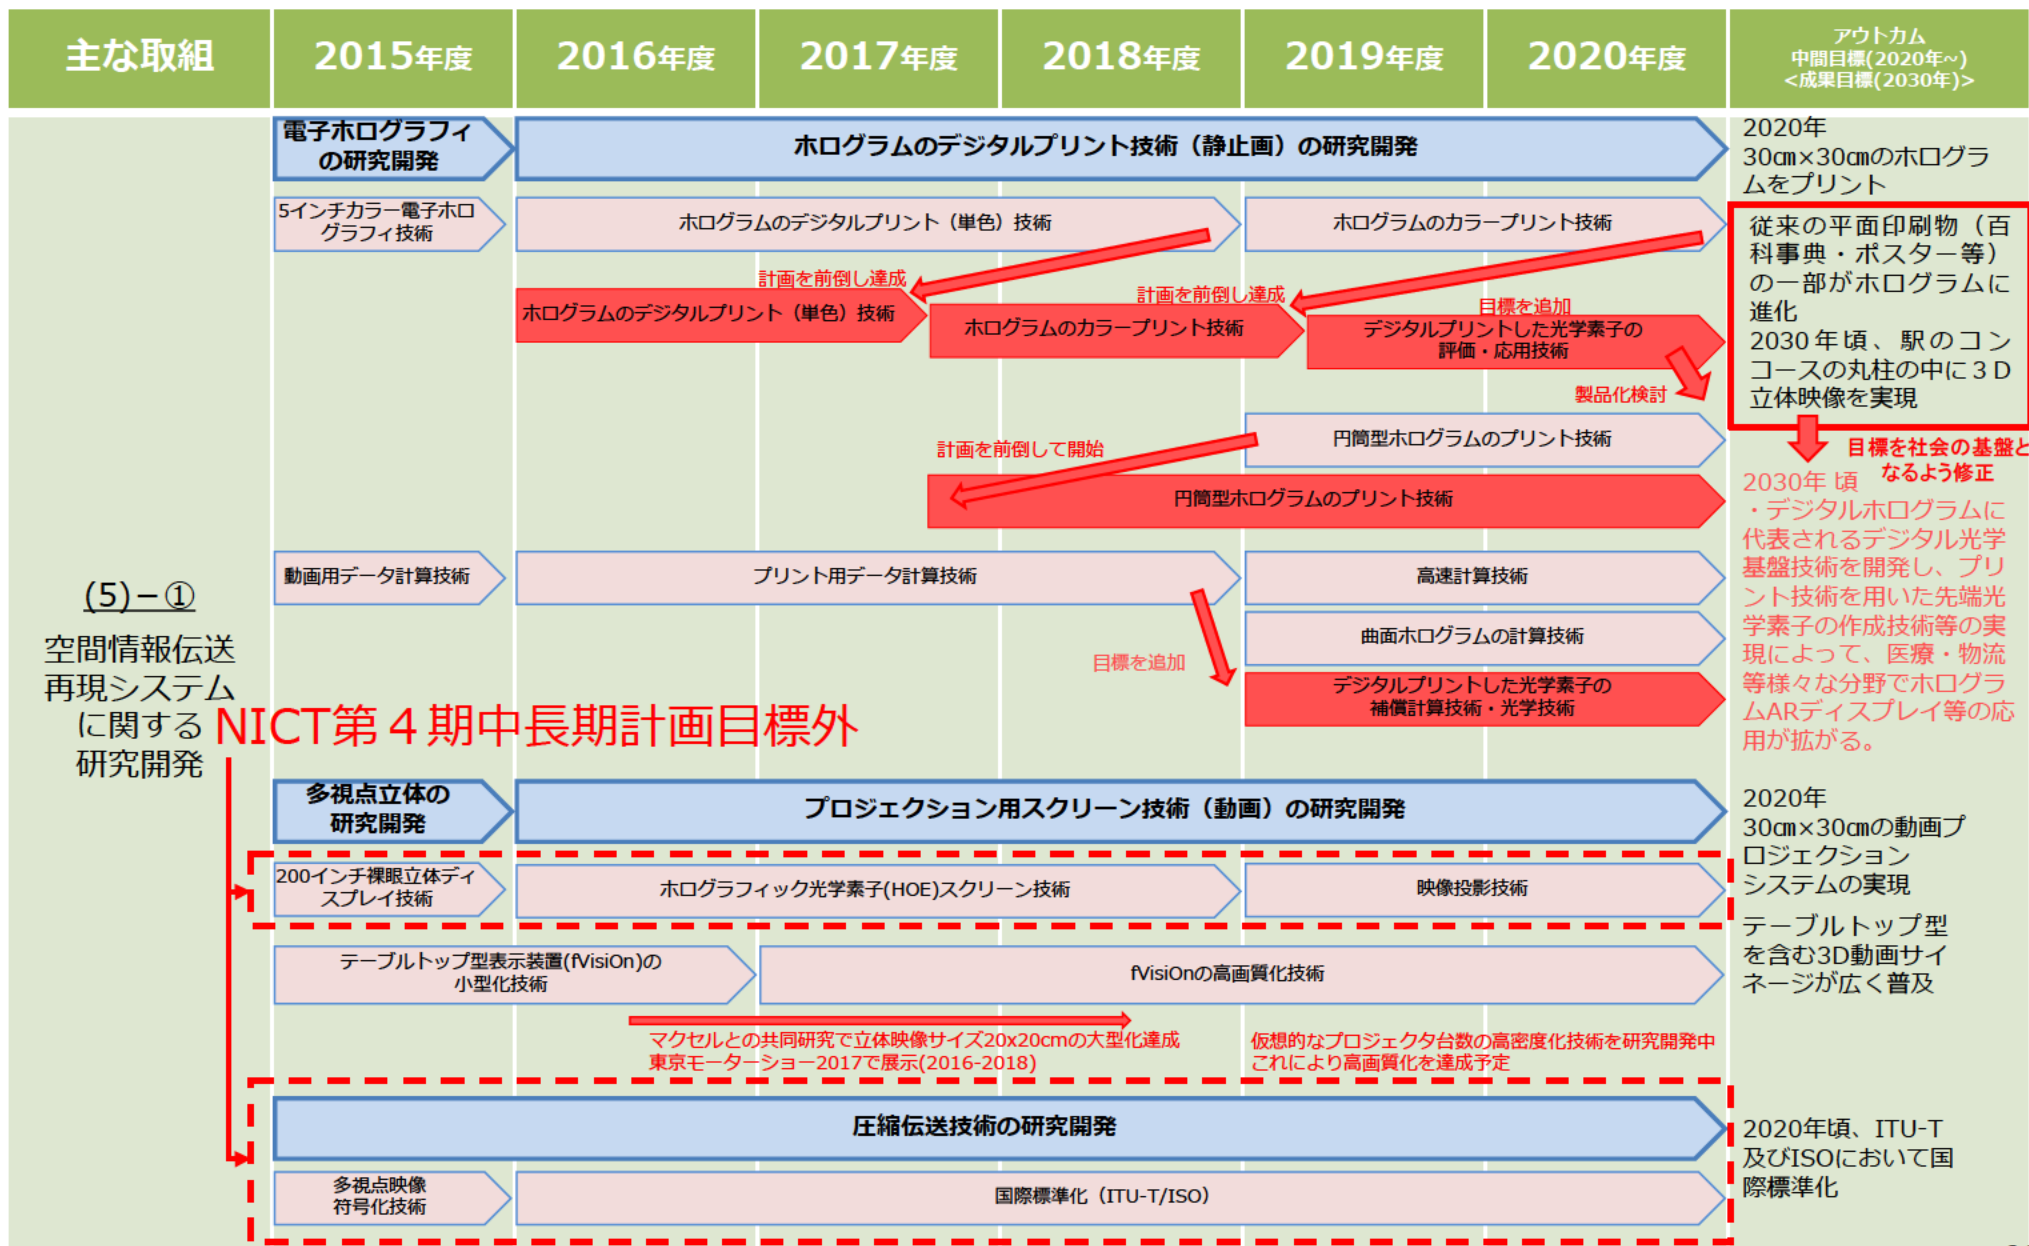 主な取組
2015年度
2016年度
2017年度
2018年度
2019年度
2020年度
アウトカム
中間目標(2020年~)
<成果目標(2030年)>
(5)－①
空間情報伝送
再現システム
に関する
研究開発
電子ホログラフィ
の研究開発
ホログラムのデジタルプリント技術（静止画）の研究開発
2020年
30㎝×30㎝のホログラ
ムをプリント
5インチカラー電子ホロ
グラフィ技術
ホログラムのデジタルプリント（単色）技術
ホログラムのカラープリント技術
従来の平面印刷物（百
科事典・ポスター等）
の一部がホログラムに
進化
2030年頃、駅のコン
コースの丸柱の中に３Ｄ
立体映像を実現
計画を前倒し達成
計画を前倒し達成
目標を追加
ホログラムのデジタルプリント（単色）技術
ホログラムのカラープリント技術
デジタルプリントした光学素子の
評価・応用技術
製品化検討
円筒型ホログラムのプリント技術
計画を前倒して開始
円筒型ホログラムのプリント技術
目標を社会の基盤と
なるよう修正
2030年 頃
・デジタルホログラムに
代表されるデジタル光学
基盤技術を開発し、プリ
ント技術を用いた先端光
学素子の作成技術等の実
現によって、医療・物流
等様々な分野でホログラ
ムARディスプレイ等の応
用が拡がる。
動画用データ計算技術
プリント用データ計算技術
高速計算技術
曲面ホログラムの計算技術
目標を追加
デジタルプリントした光学素子の
補償計算技術・光学技術
NICT第４期中長期計画目標外
多視点立体の
研究開発
プロジェクション用スクリーン技術（動画）の研究開発
2020年
30㎝×30㎝の動画プ
ロジェクション
システムの実現
200インチ裸眼立体ディ
スプレイ技術
ホログラフィック光学素子(HOE)スクリーン技術
映像投影技術
テーブルトップ型
を含む3D動画サイ
ネージが広く普及
テーブルトップ型表示装置(fVisiOn)の
小型化技術
fVisiOnの高画質化技術
マクセルとの共同研究で立体映像サイズ20x20cmの大型化達成
東京モーターショー2017で展示(2016-2018)
仮想的なプロジェクタ台数の高密度化技術を研究開発中
これにより高画質化を達成予定
圧縮伝送技術の研究開発
2020年頃、ITU-T
及びISOにおいて国
際標準化
多視点映像
符号化技術
国際標準化（ITU-T/ISO）